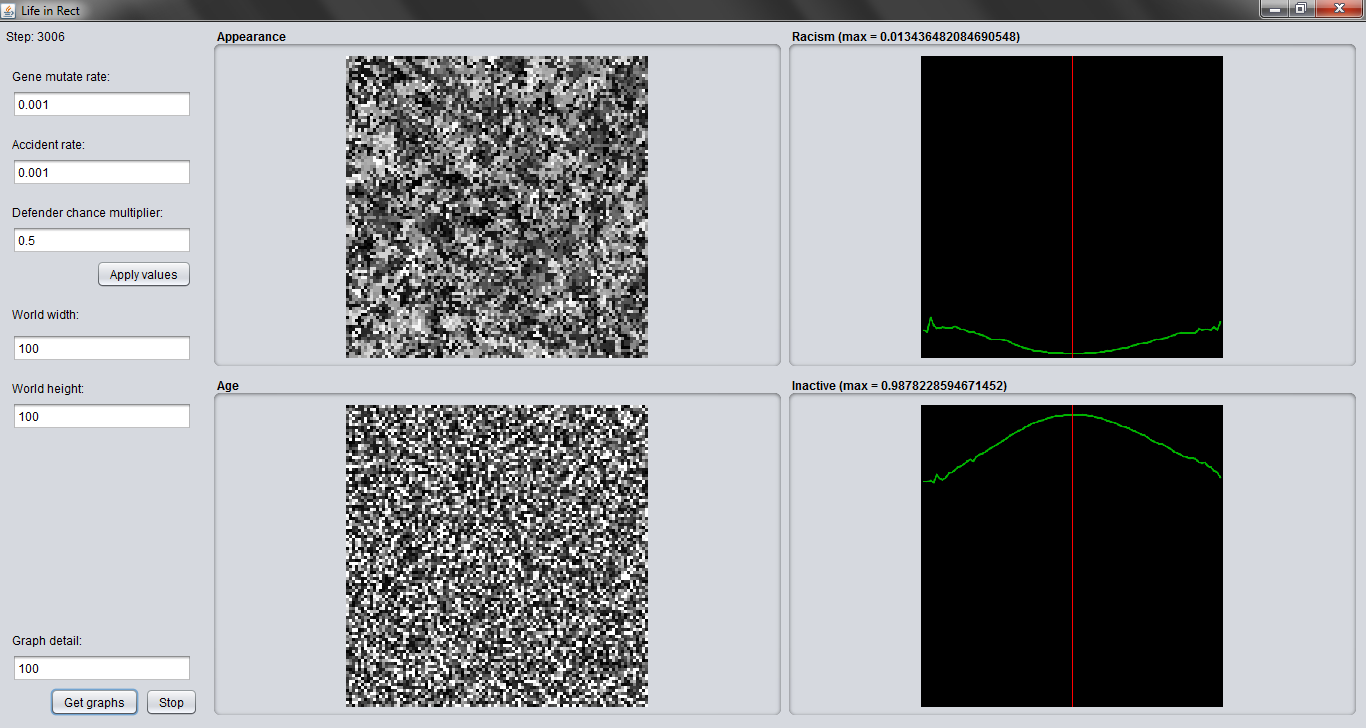 Life in Rect
Step: 3006
Gene mutate rate:
0.001
Accident rate:
0.001
Defender chance multiplier:
0.5
Apply values
World width:
100
World height:
100
Graph detail:
100
Get graphs
Stop
Appearance
Racism (max = 0.013436482084690548)
Age
Inactive (max = 0.9878228594671452)